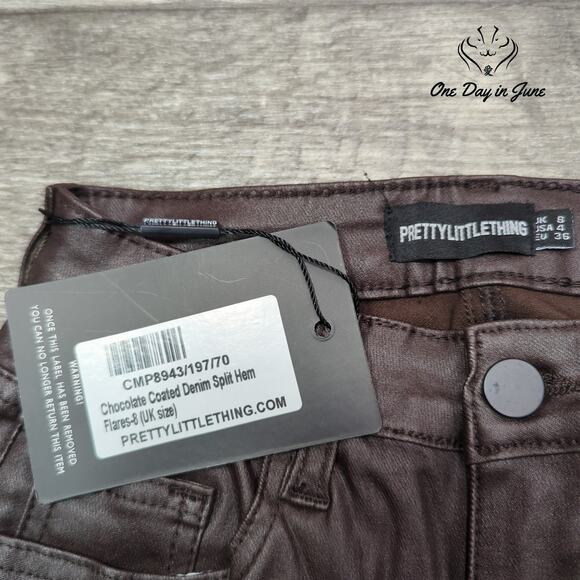 愛
One Day in June
PRETTYLITTLETHING
PRETTYLITTLETHING
UK 8
USA 4
EU 36
WARNING!
ONCE THIS LABEL HAS BEEN REMOVED
YOU CAN NO LONGER RETURN THIS ITEM
CMP8943/197/70
Chocolate Coated Denim Split Hem
Flares-8 (UK size)
PRETTYLITTLETHING.COM